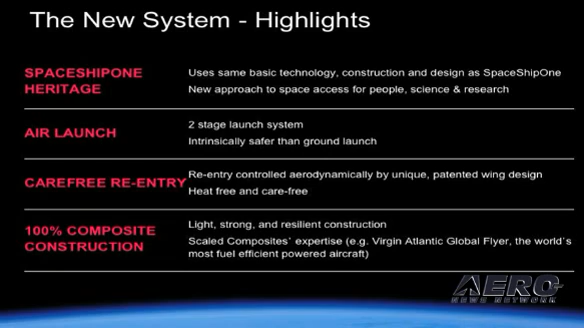 The New System - Highlights
SPACESHIPONE
HERITAGE
Uses same basic technology, construction and design as SpaceShipOne
New approach to space access for people, science & research
AIR LAUNCH
2 stage launch system
Intrinsically safer than ground launch
CAREFREE RE-ENTRY
Re-entry controlled aerodynamically by unique, patented wing design
Heat free and care-free
100% COMPOSITE
CONSTRUCTION
Light, strong, and resilient construction
Scaled Composites' expertise (e.g. Virgin Atlantic Global Flyer, the world's
most fuel efficient powered aircraft)
AERO
NEWS NETWORK